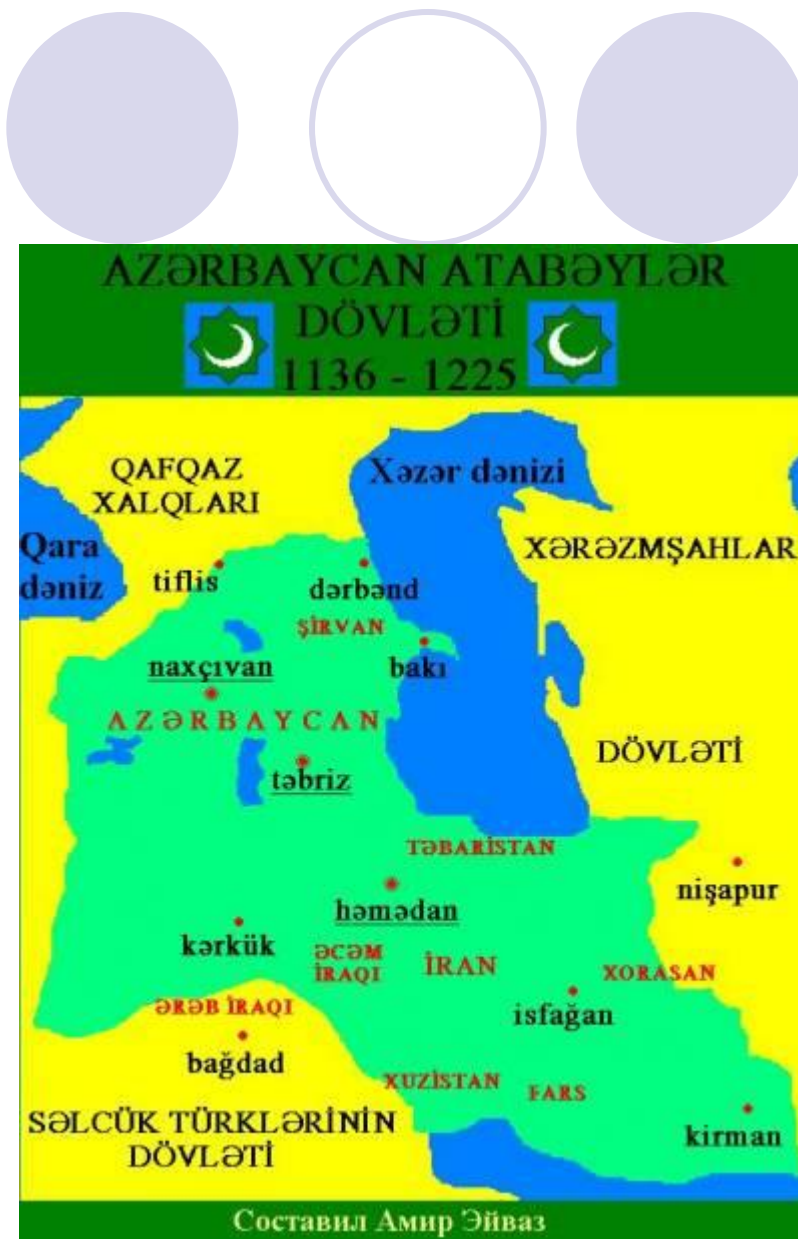 AZƏRBAYCAN ATABƏYLƏR
DÖVLƏTİ
1136 - 1225
QAFQAZ
XALQLARI
Xəzər dənizi
Qara
dəniz
XƏRƏZMŞAHLAR
tiflis
dərbənd
ŞİRVAN
naxçıvan
bakı
AZƏRBAYCAN
DÖVLƏTİ
təbriz
TƏBARİSTAN
nişapur
həmədan
kərkük
ƏCƏM
İRAQI
İRAN
XORASAN
ƏRƏB İRAQI
isfağan
bağdad
XUZİSTAN
FARS
SƏLCÜK TÜRKLƏRİNİN
DÖVLƏTİ
kirman
Составил Амир Эйваз